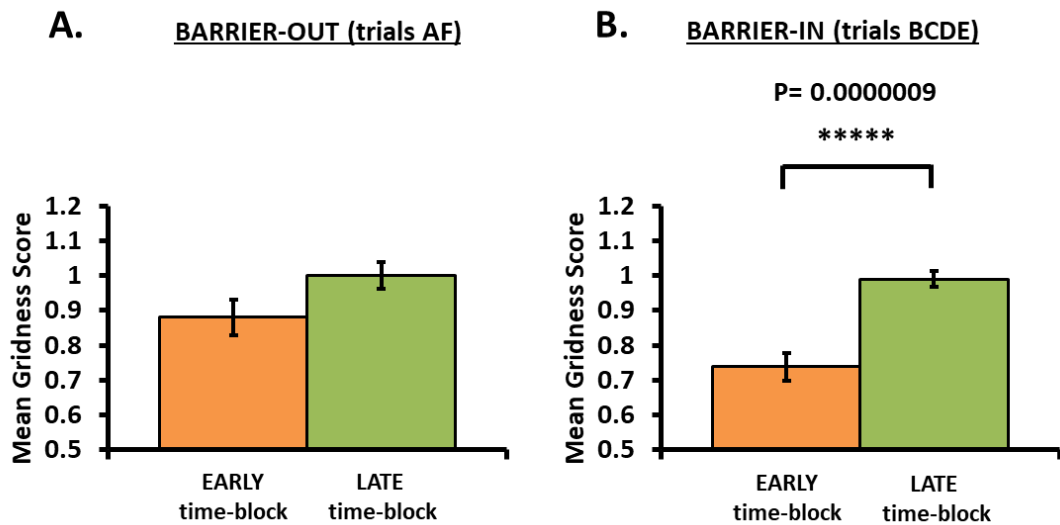 A.
BARRIER-OUT (trials AF)
Mean Gridness Score
1.2
1.1
1
0.9
0.8
0.7
0.6
0.5
EARLY
time-block
LATE
time-block
B.
BARRIER-IN (trials BCDE)
P= 0.0000009
*****
Mean Gridness Score
1.2
1.1
1
0.9
0.8
0.7
0.6
0.5
EARLY
time-block
LATE
time-block